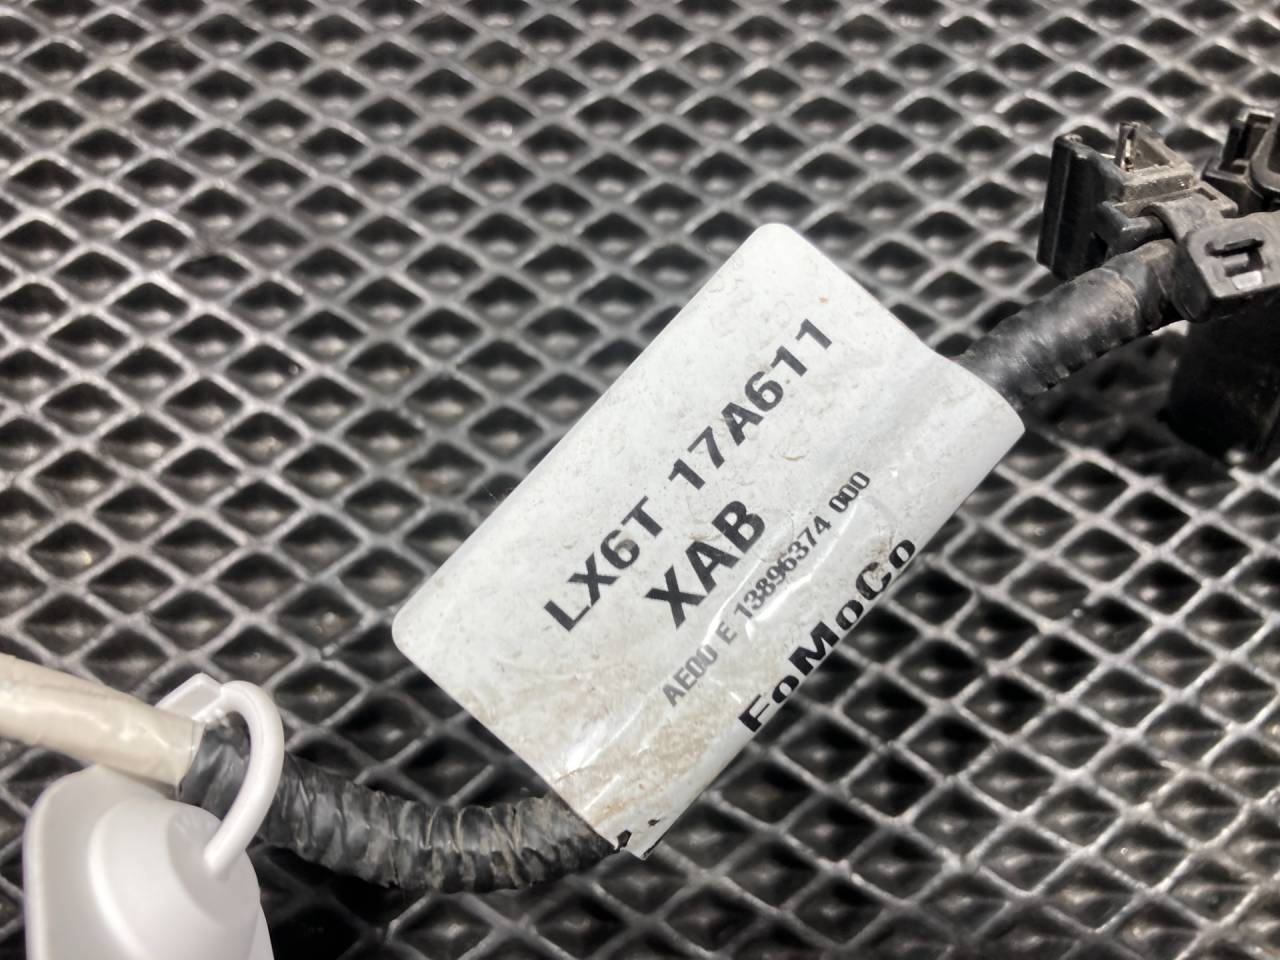 LX6T 17A611
XAB
AE00 E 13896374 000
FoMoCo